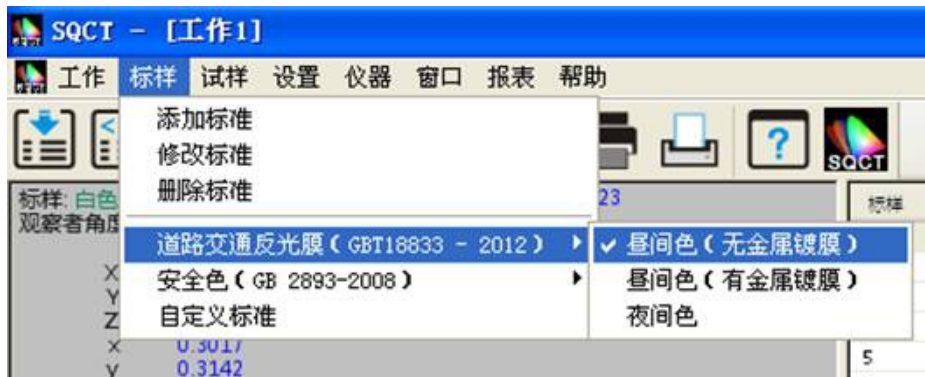 SQCT - [工作1]
工作 标样 试样 设置 仪器 窗口 报表 帮助
添加标准
修改标准
删除标准
SQCT
标样: 白色
23
标样
观察者角度
道路交通反光膜(GBT18833 - 2012)
昼间色(无金属镀膜)
X
安全色(GB 2893-2008)
昼间色(有金属镀膜)
Y
Z
自定义标准
夜间色
x 0.3017
5
y 0.3142